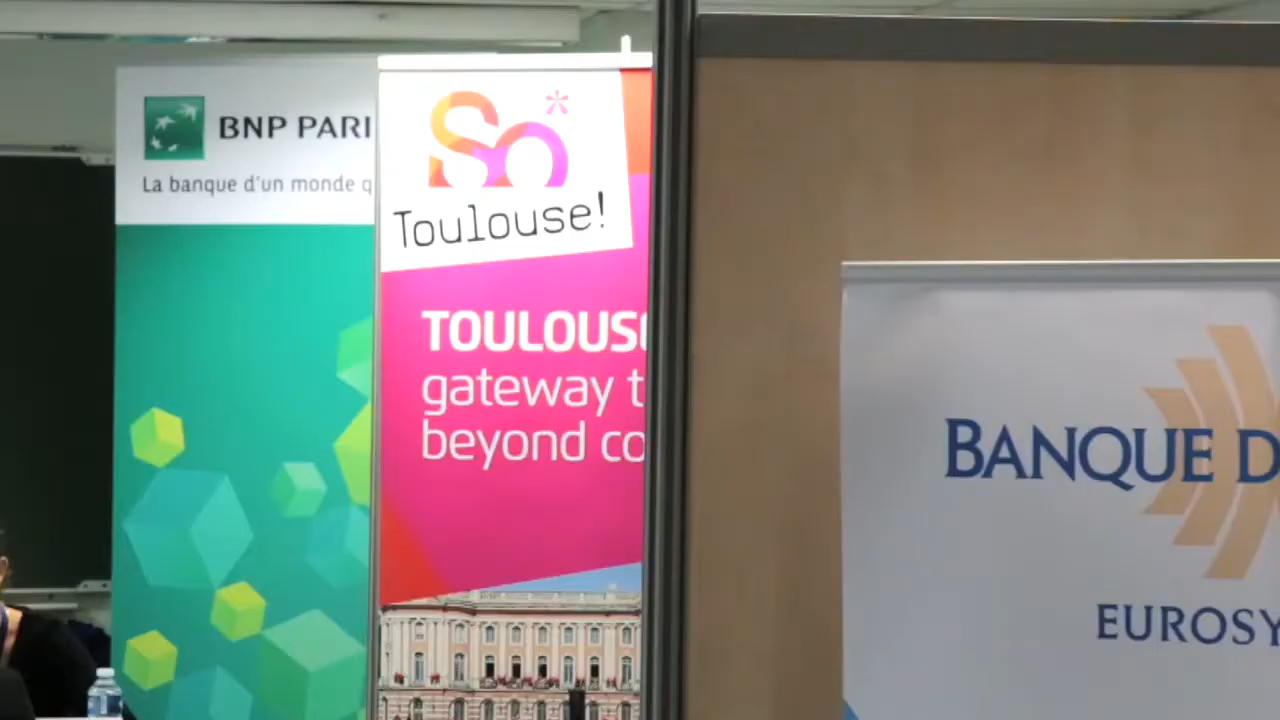 BNP PARI
La banque d'un monde q
So*
Toulouse!
TOULOUS
gateway t
beyond co
BANQUE D
EUROSY